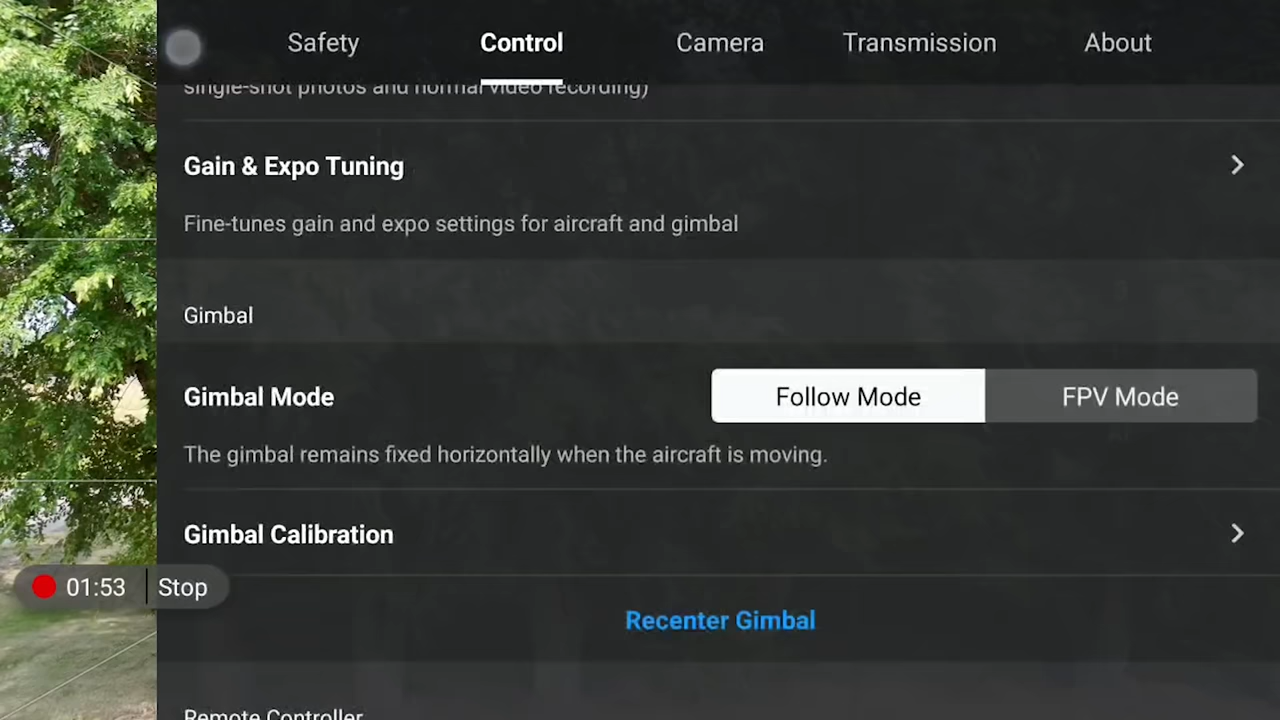 Safety
Control
Camera
Transmission
About
single-shot photos and normal video recording)
Gain & Expo Tuning
Fine-tunes gain and expo settings for aircraft and gimbal
Gimbal
Gimbal Mode
Follow Mode
FPV Mode
The gimbal remains fixed horizontally when the aircraft is moving.
Gimbal Calibration
01:53
Stop
Recenter Gimbal
Remote Controller